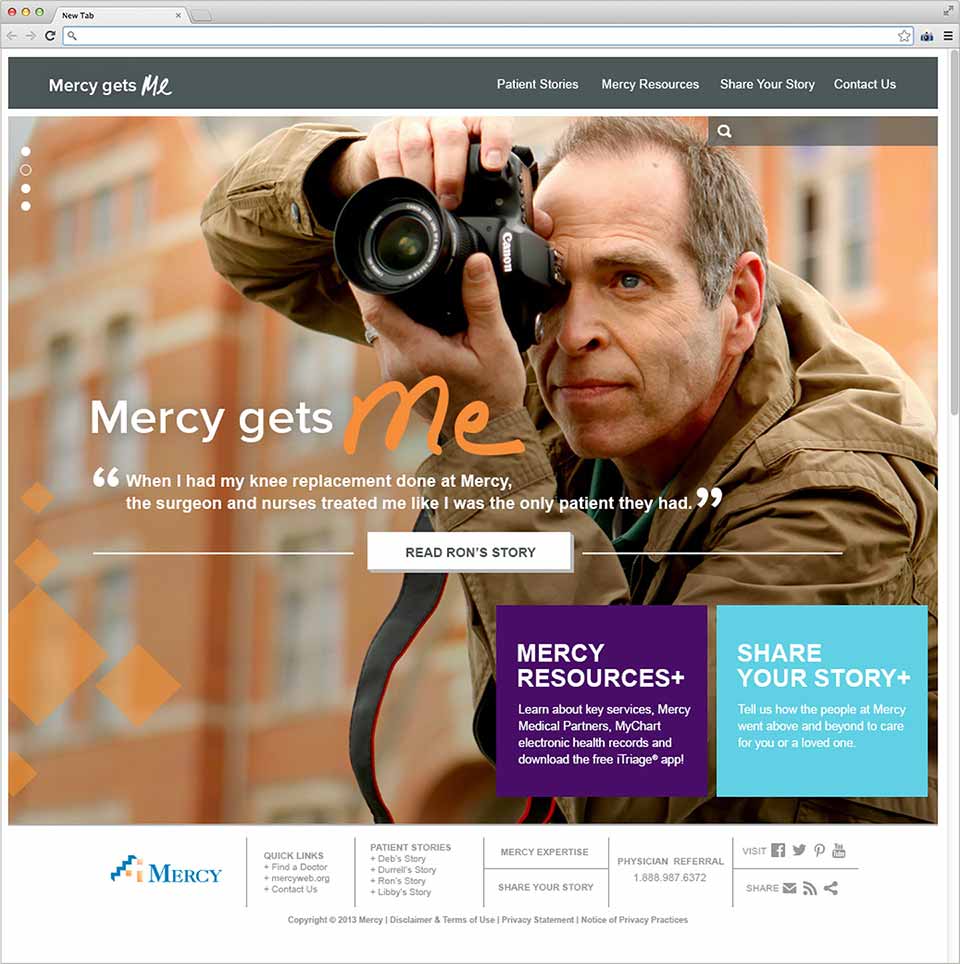 New Tab
Mercy gets Me
Patient Stories
Mercy Resources
Share Your Story
Contact Us
Canon
Mercy gets Me
“ When I had my knee replacement done at Mercy,
the surgeon and nurses treated me like I was the only patient they had. ”
READ RON'S STORY
MERCY
RESOURCES+
Learn about key services, Mercy
Medical Partners, MyChart
electronic health records and
download the free iTriage® app!
SHARE
YOUR STORY+
Tell us how the people at Mercy
went above and beyond to care
for you or a loved one.
MERCY
QUICK LINKS
+ Find a Doctor
+ mercyweb.org
+ Contact Us
PATIENT STORIES
+ Deb's Story
+ Durrell's Story
+ Ron's Story
+ Libby's Story
MERCY EXPERTISE
SHARE YOUR STORY
PHYSICIAN REFERRAL
1.888.987.6372
VISIT
You Tube
SHARE
Copyright © 2013 Mercy | Disclaimer & Terms of Use | Privacy Statement | Notice of Privacy Practices